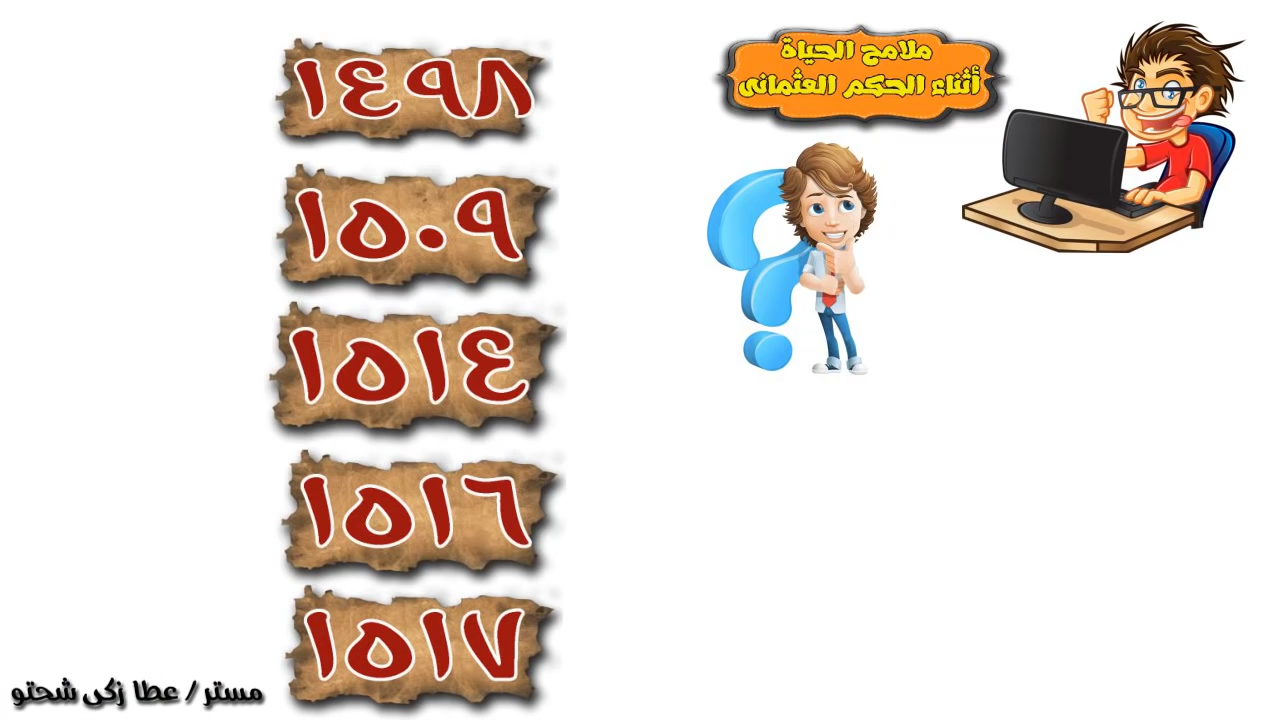 ملامح الحياة
أثناء الحكم العثمانى
١٤٩٨
١٥٠٩
١٥١٤
١٥١٦
١٥١٧
مستر / عطا زكى شحتو